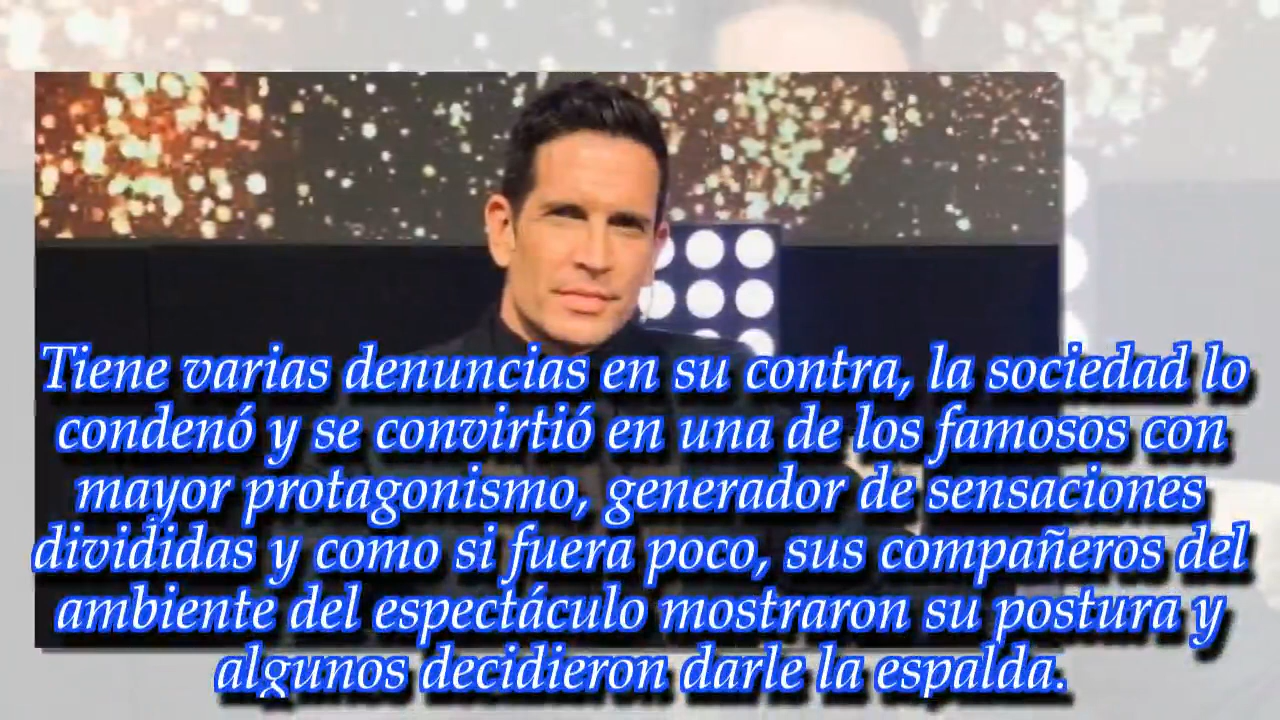 Tiene varias denuncias en su contra, la sociedad lo
condenó y se convirtió en una de los famosos con
mayor protagonismo, generador de sensaciones
divididas y como si fuera poco, sus compañeros del
ambiente del espectáculo mostraron su postura y
algunos decidieron darle la espalda.